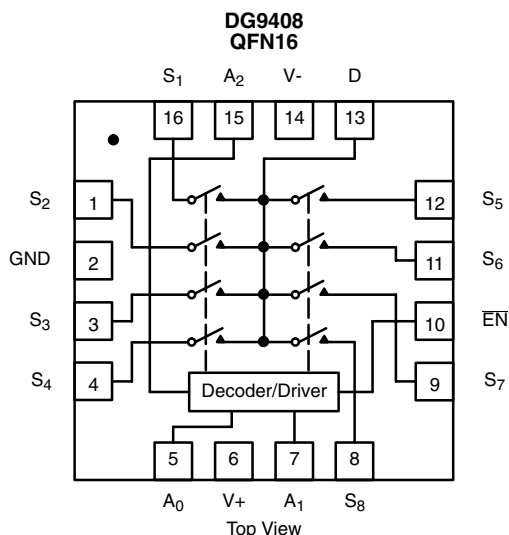 DG9408
QFN16
S1 A2 V- D
16 15 14 13
S2 1 12 S5
GND 2 11 S6
S3 3 10 E̅N̅
S4 4 9 S7
Decoder/Driver
5 6 7 8
A0 V+ A1 S8
Top View